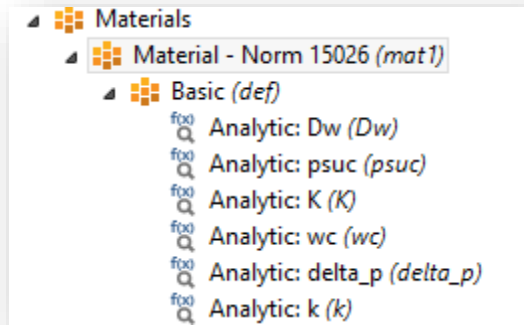 Materials
Material - Norm 15026 (mat1)
Basic (def)
f(x) Analytic: Dw (Dw)
f(x) Analytic: psuc (psuc)
f(x) Analytic: K (K)
f(x) Analytic: wc (wc)
f(x) Analytic: delta_p (delta_p)
f(x) Analytic: k (k)